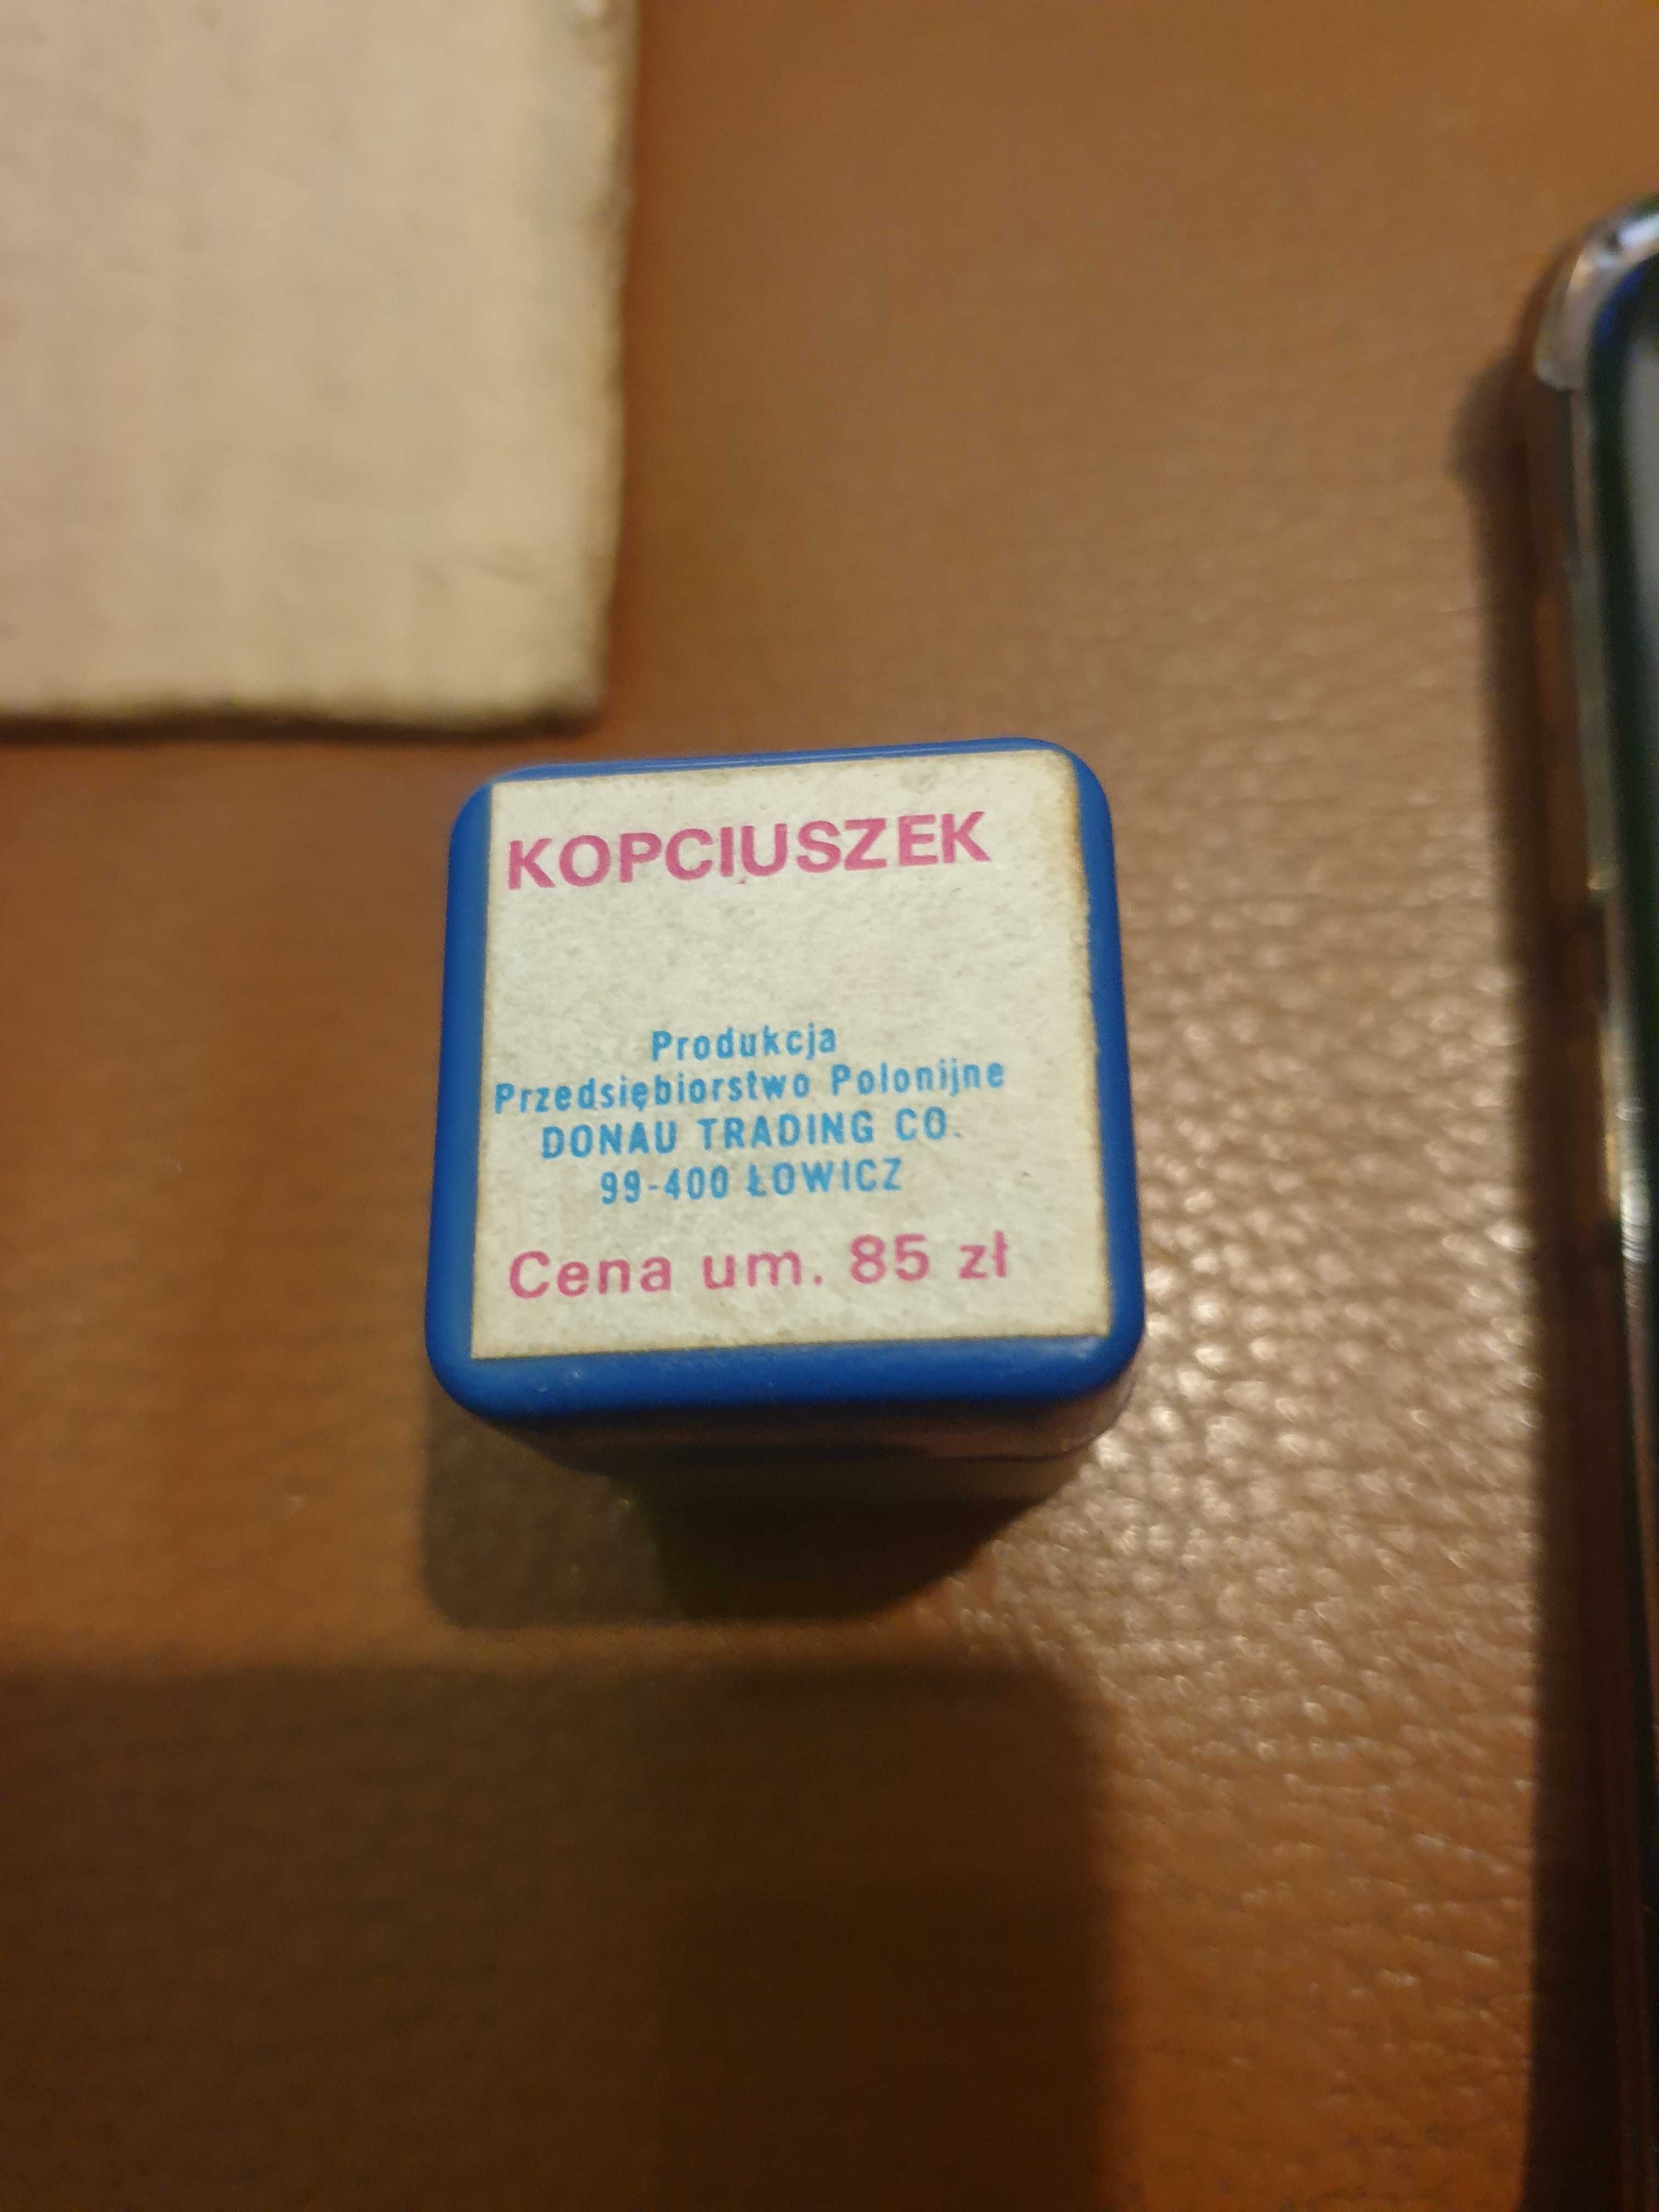 KOPCIUSZEK
Produkcja
Przedsiębiorstwo Polonijne
DONAU TRADING CO.
99-400 ŁOWICZ
Cena um. 85 zł